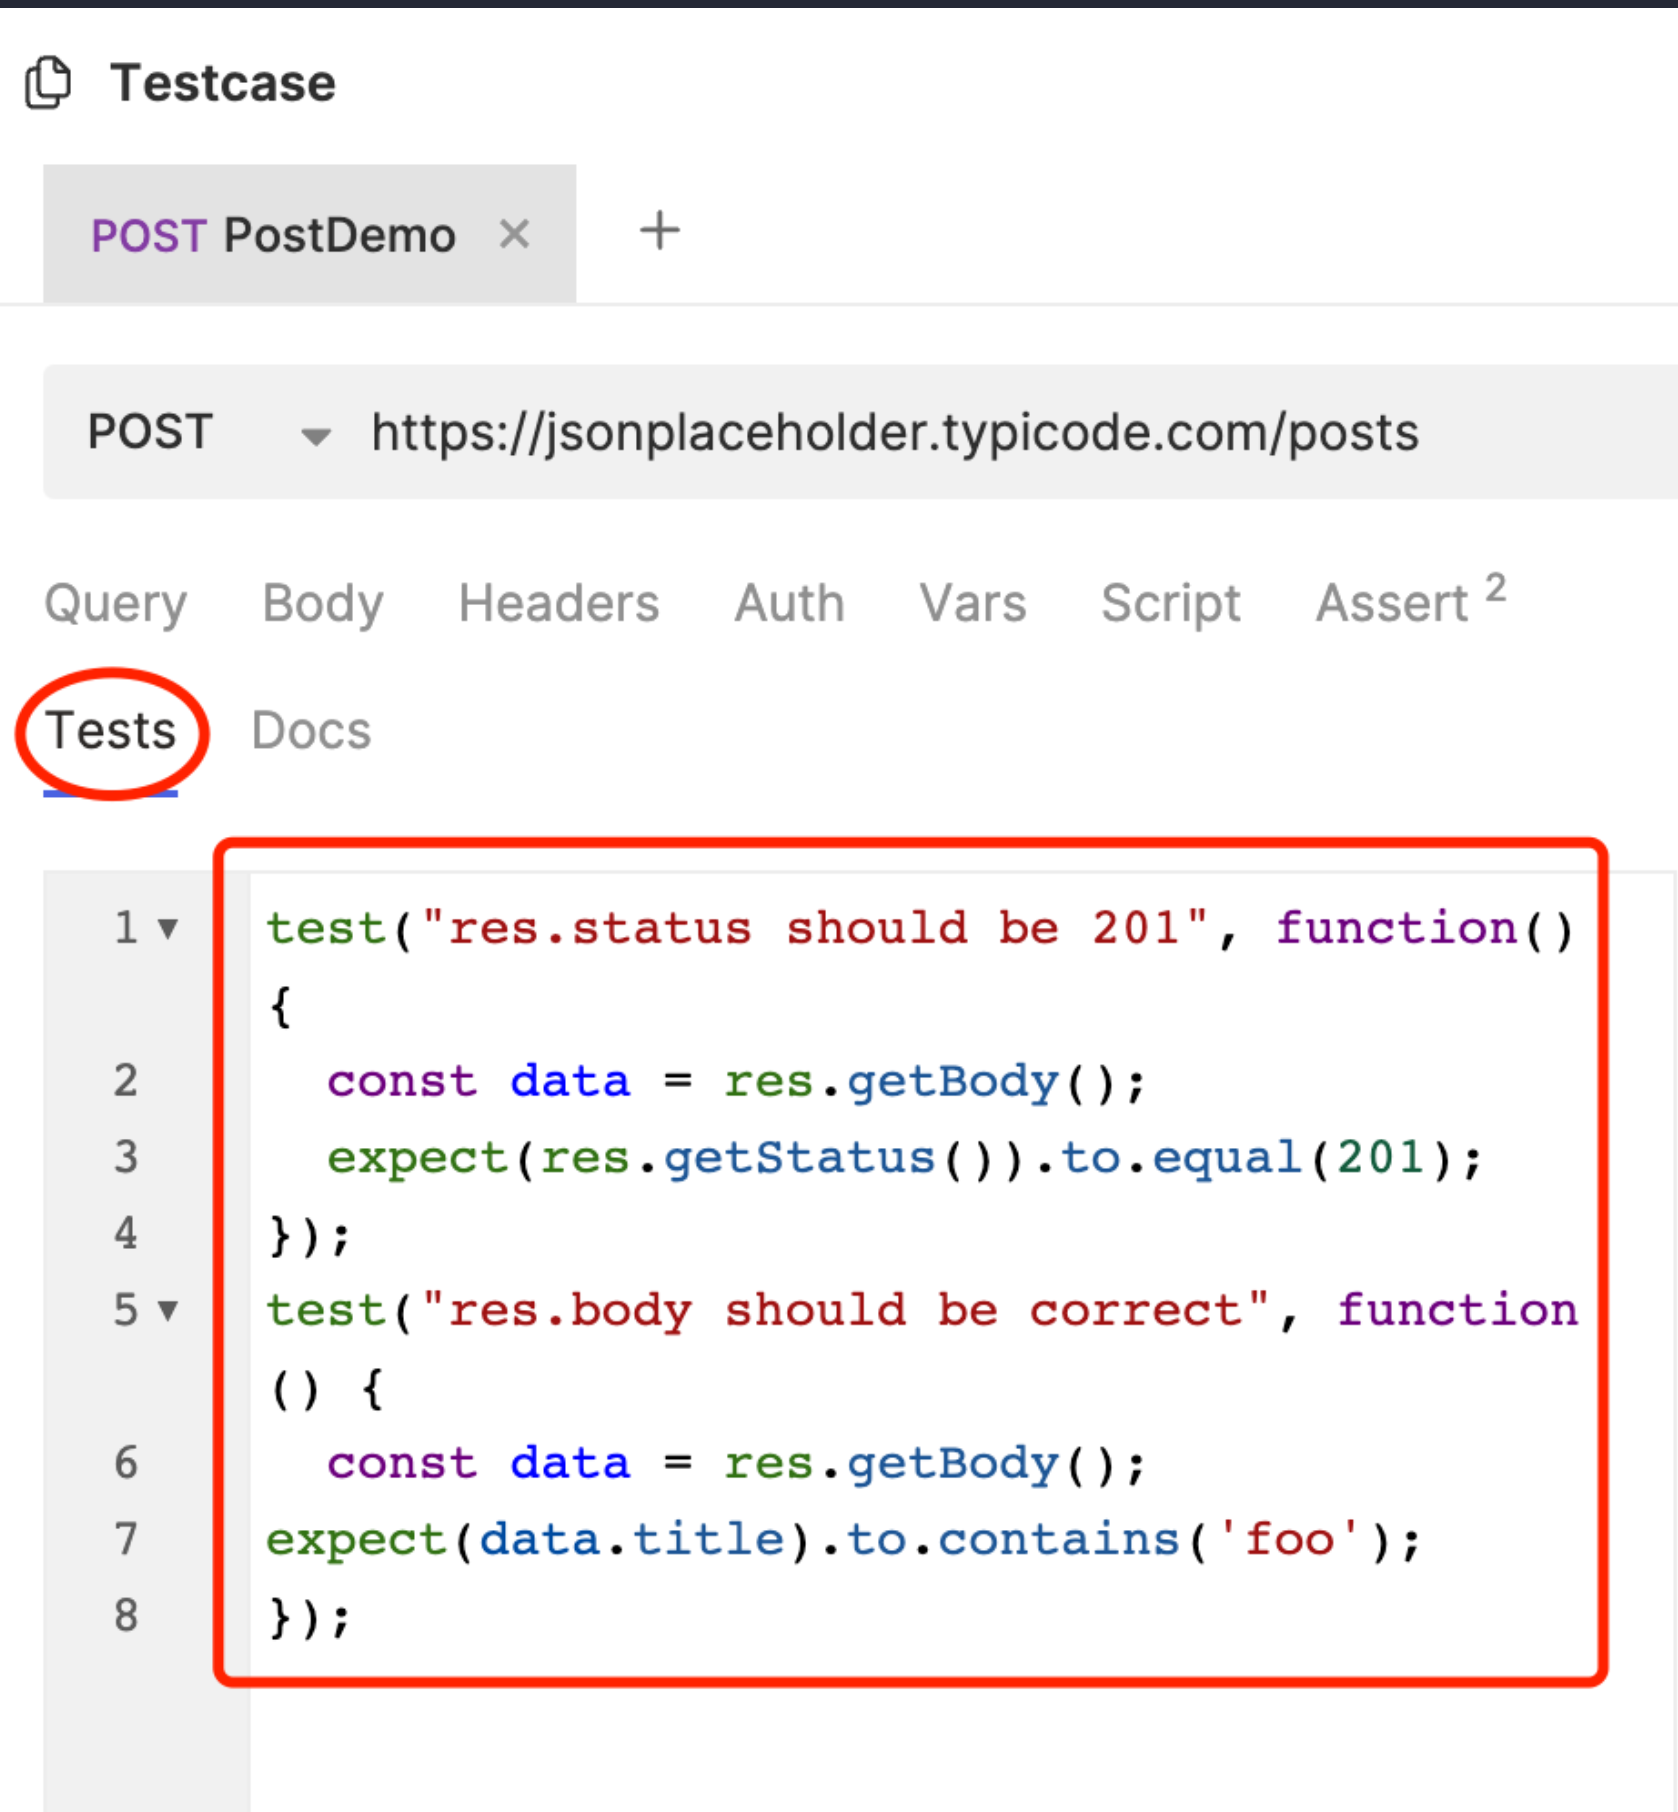 Testcase
POST PostDemo ×
+
POST https://jsonplaceholder.typicode.com/posts
Query Body Headers Auth Vars Script Assert 2
Tests Docs
1 test("res.status should be 201", function()
{
2 const data = res.getBody();
3 expect(res.getStatus()).to.equal(201);
4 });
5 test("res.body should be correct", function
() {
6 const data = res.getBody();
7 expect(data.title).to.contains('foo');
8 });